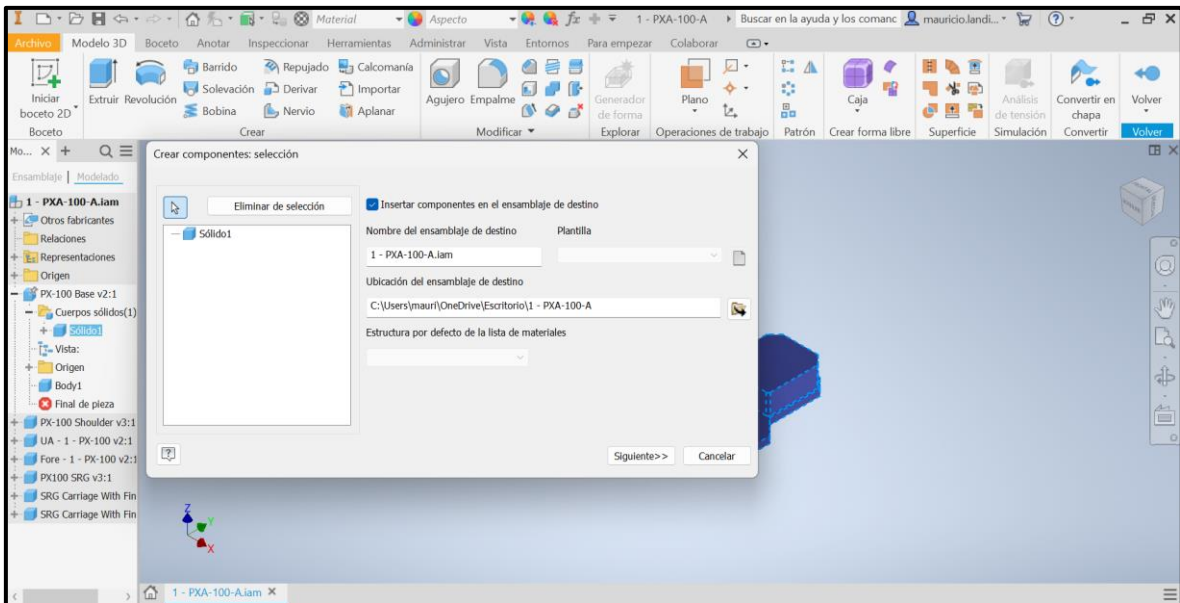 Material
Aspecto
1 - PXA-100-A
Buscar en la ayuda y los comanc
mauricio.landi...
Archivo
Modelo 3D
Boceto
Anotar
Inspeccionar
Herramientas
Administrar
Vista
Entornos
Para empezar
Colaborar
Iniciar
boceto 2D
Extruir
Revolución
Barrido
Solevación
Bobina
Repujado
Derivar
Nervio
Calcomanía
Importar
Aplanar
Agujero
Empalme
Generador
de forma
Plano
Caja
Análisis
de tensión
Convertir en
chapa
Volver
Boceto
Crear
Modificar
Explorar
Operaciones de trabajo
Patrón
Crear forma libre
Superficie
Simulación
Convertir
Volver
Mo...
Ensamblaje
Modelado
1 - PXA-100-A.iam
Otros fabricantes
Relaciones
Representaciones
Origen
PX-100 Base v2:1
Cuerpos sólidos(1)
Sólido1
Vista:
Origen
Body1
Final de pieza
PX-100 Shoulder v3:1
UA - 1 - PX-100 v2:1
Fore - 1 - PX-100 v2:1
PX100 SRG v3:1
SRG Carriage With Fin
SRG Carriage With Fin
Crear componentes: selección
Eliminar de selección
Sólido1
Insertar componentes en el ensamblaje de destino
Nombre del ensamblaje de destino
Plantilla
1 - PXA-100-A.iam
Ubicación del ensamblaje de destino
C:\Users\mauri\OneDrive\Escritorio\1 - PXA-100-A
Estructura por defecto de la lista de materiales
Siguiente>>
Cancelar
Z
Y
X
1 - PXA-100-A.iam